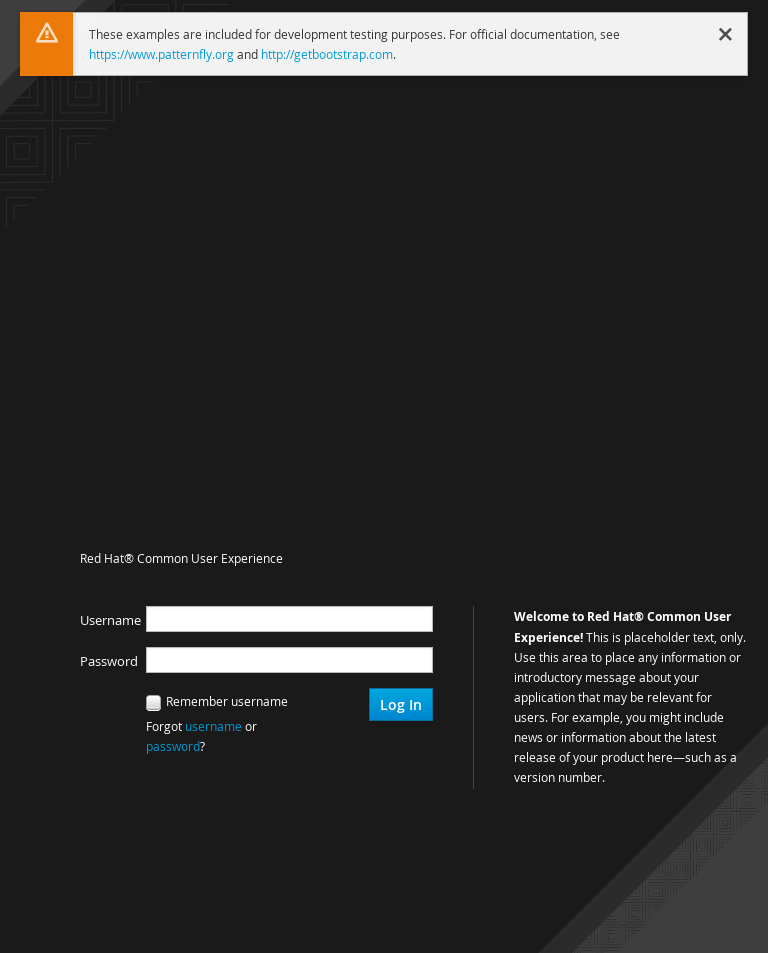 These examples are included for development testing purposes. For official documentation, see
https://www.patternfly.org and http://getbootstrap.com.
Red Hat® Common User Experience
Username
Password
Remember username
Log In
Forgot username or
password?
Welcome to Red Hat® Common User
Experience! This is placeholder text, only.
Use this area to place any information or
introductory message about your
application that may be relevant for
users. For example, you might include
news or information about the latest
release of your product here—such as a
version number.